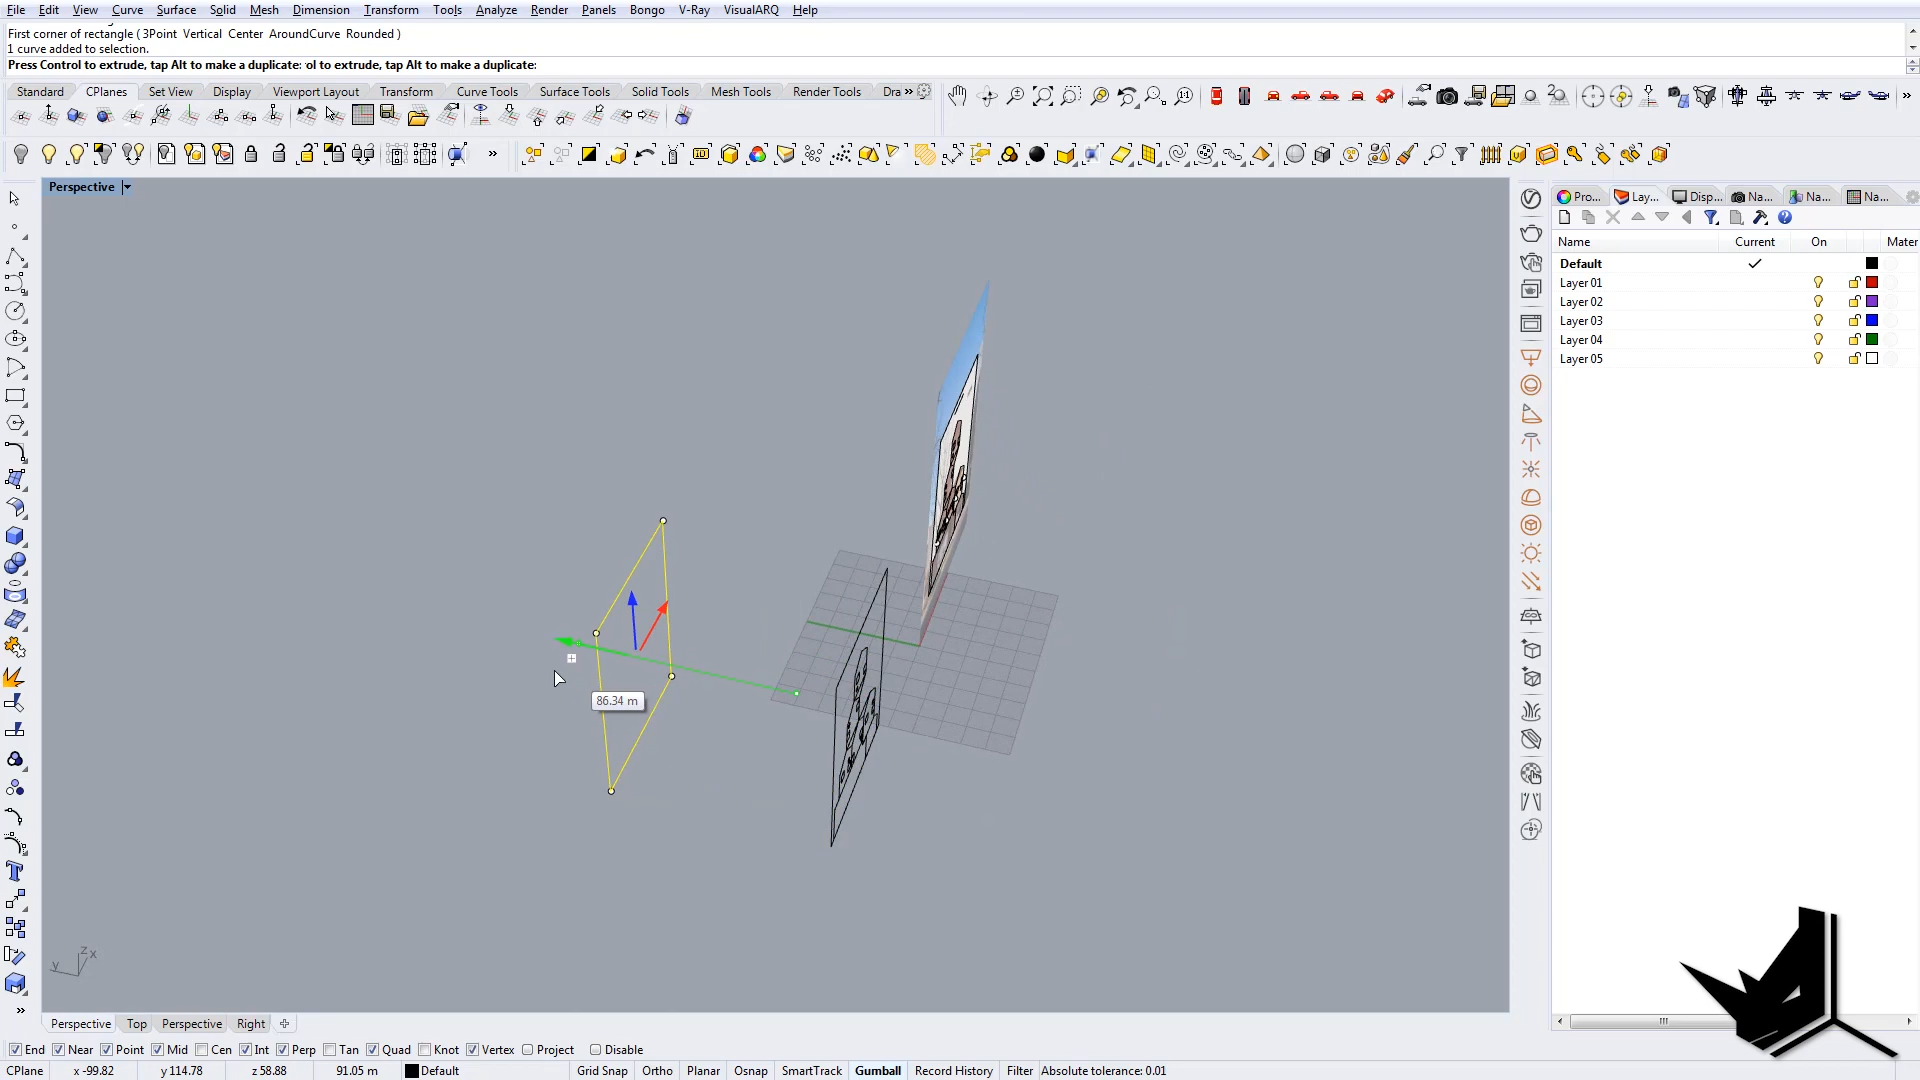 File Edit View Curve Surface Solid Mesh Dimension Transform Tools Analyze Render Panels Bongo V-Ray VisualARQ Help
First corner of rectangle ( 3Point Vertical Center AroundCurve Rounded )
1 curve added to selection.
Press Control to extrude, tap Alt to make a duplicate: ol to extrude, tap Alt to make a duplicate:
Standard CPlanes Set View Display Viewport Layout Transform Curve Tools Surface Tools Solid Tools Mesh Tools Render Tools Dra »
Perspective
Pro... Lay... Disp... Na... Na... Na...
Name Current On Mater
Default
Layer 01
Layer 02
Layer 03
Layer 04
Layer 05
86.34 m
z x
y
Perspective Top Perspective Right
End Near Point Mid Cen Int Perp Tan Quad Knot Vertex Project Disable
CPlane x -99.82 y 114.78 z 58.88 91.05 m Default Grid Snap Ortho Planar Osnap SmartTrack Gumball Record History Filter Absolute tolerance: 0.01